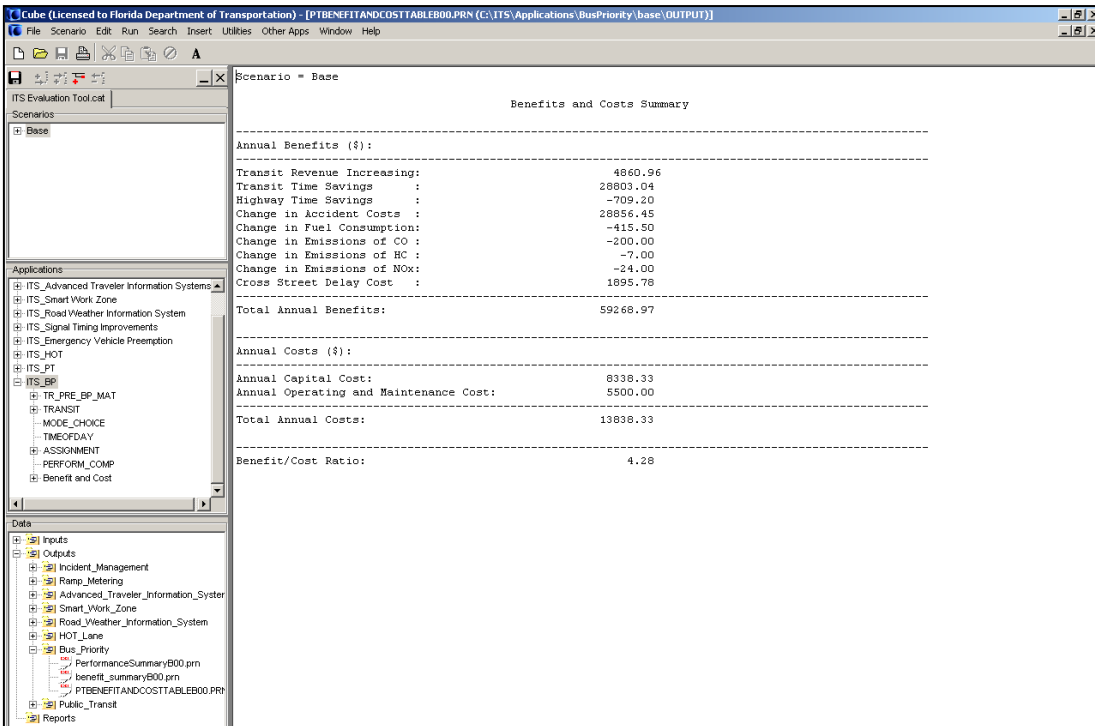 Cube (Licensed to Florida Department of Transportation) - [PTBENEFITANDCOSTTABLEB00.PRN (C:\ITS\Applications\BusPriority\base\OUTPUT)]
File Scenario Edit Run Search Insert Utilities Other Apps Window Help
A
ITS Evaluation Tool.cat
Scenarios
Base
Applications
ITS_Advanced Traveler Information Systems
ITS_Smart Work Zone
ITS_Road Weather Information System
ITS_Signal Timing Improvements
ITS_Emergency Vehicle Preemption
ITS_HOT
ITS_PT
ITS_BP
TR_PRE_BP_MAT
TRANSIT
MODE_CHOICE
TIMEOFDAY
ASSIGNMENT
PERFORM_COMP
Benefit and Cost
Data
Inputs
Outputs
Incident_Management
Ramp_Metering
Advanced_Traveler_Information_Syster
Smart_Work_Zone
Road_Weather_Information_System
HOT_Lane
Bus_Priority
PerformanceSummaryB00.prn
benefit_summaryB00.prn
PTBENEFITANDCOSTTABLEB00.PRN
Public_Transit
Reports
Scenario = Base
Benefits and Costs Summary
Annual Benefits ($):
Transit Revenue Increasing: 4860.96
Transit Time Savings : 28803.04
Highway Time Savings : -709.20
Change in Accident Costs : 28856.45
Change in Fuel Consumption: -415.50
Change in Emissions of CO : -200.00
Change in Emissions of HC : -7.00
Change in Emissions of NOx: -24.00
Cross Street Delay Cost : 1895.78
Total Annual Benefits: 59268.97
Annual Costs ($):
Annual Capital Cost: 8338.33
Annual Operating and Maintenance Cost: 5500.00
Total Annual Costs: 13838.33
Benefit/Cost Ratio: 4.28